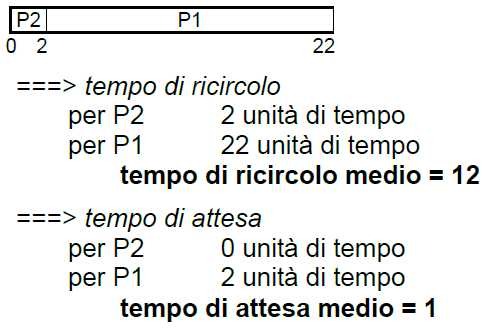 P2 P1
0 2 22
===> tempo di ricircolo
per P2 2 unità di tempo
per P1 22 unità di tempo
tempo di ricircolo medio = 12
===> tempo di attesa
per P2 0 unità di tempo
per P1 2 unità di tempo
tempo di attesa medio = 1